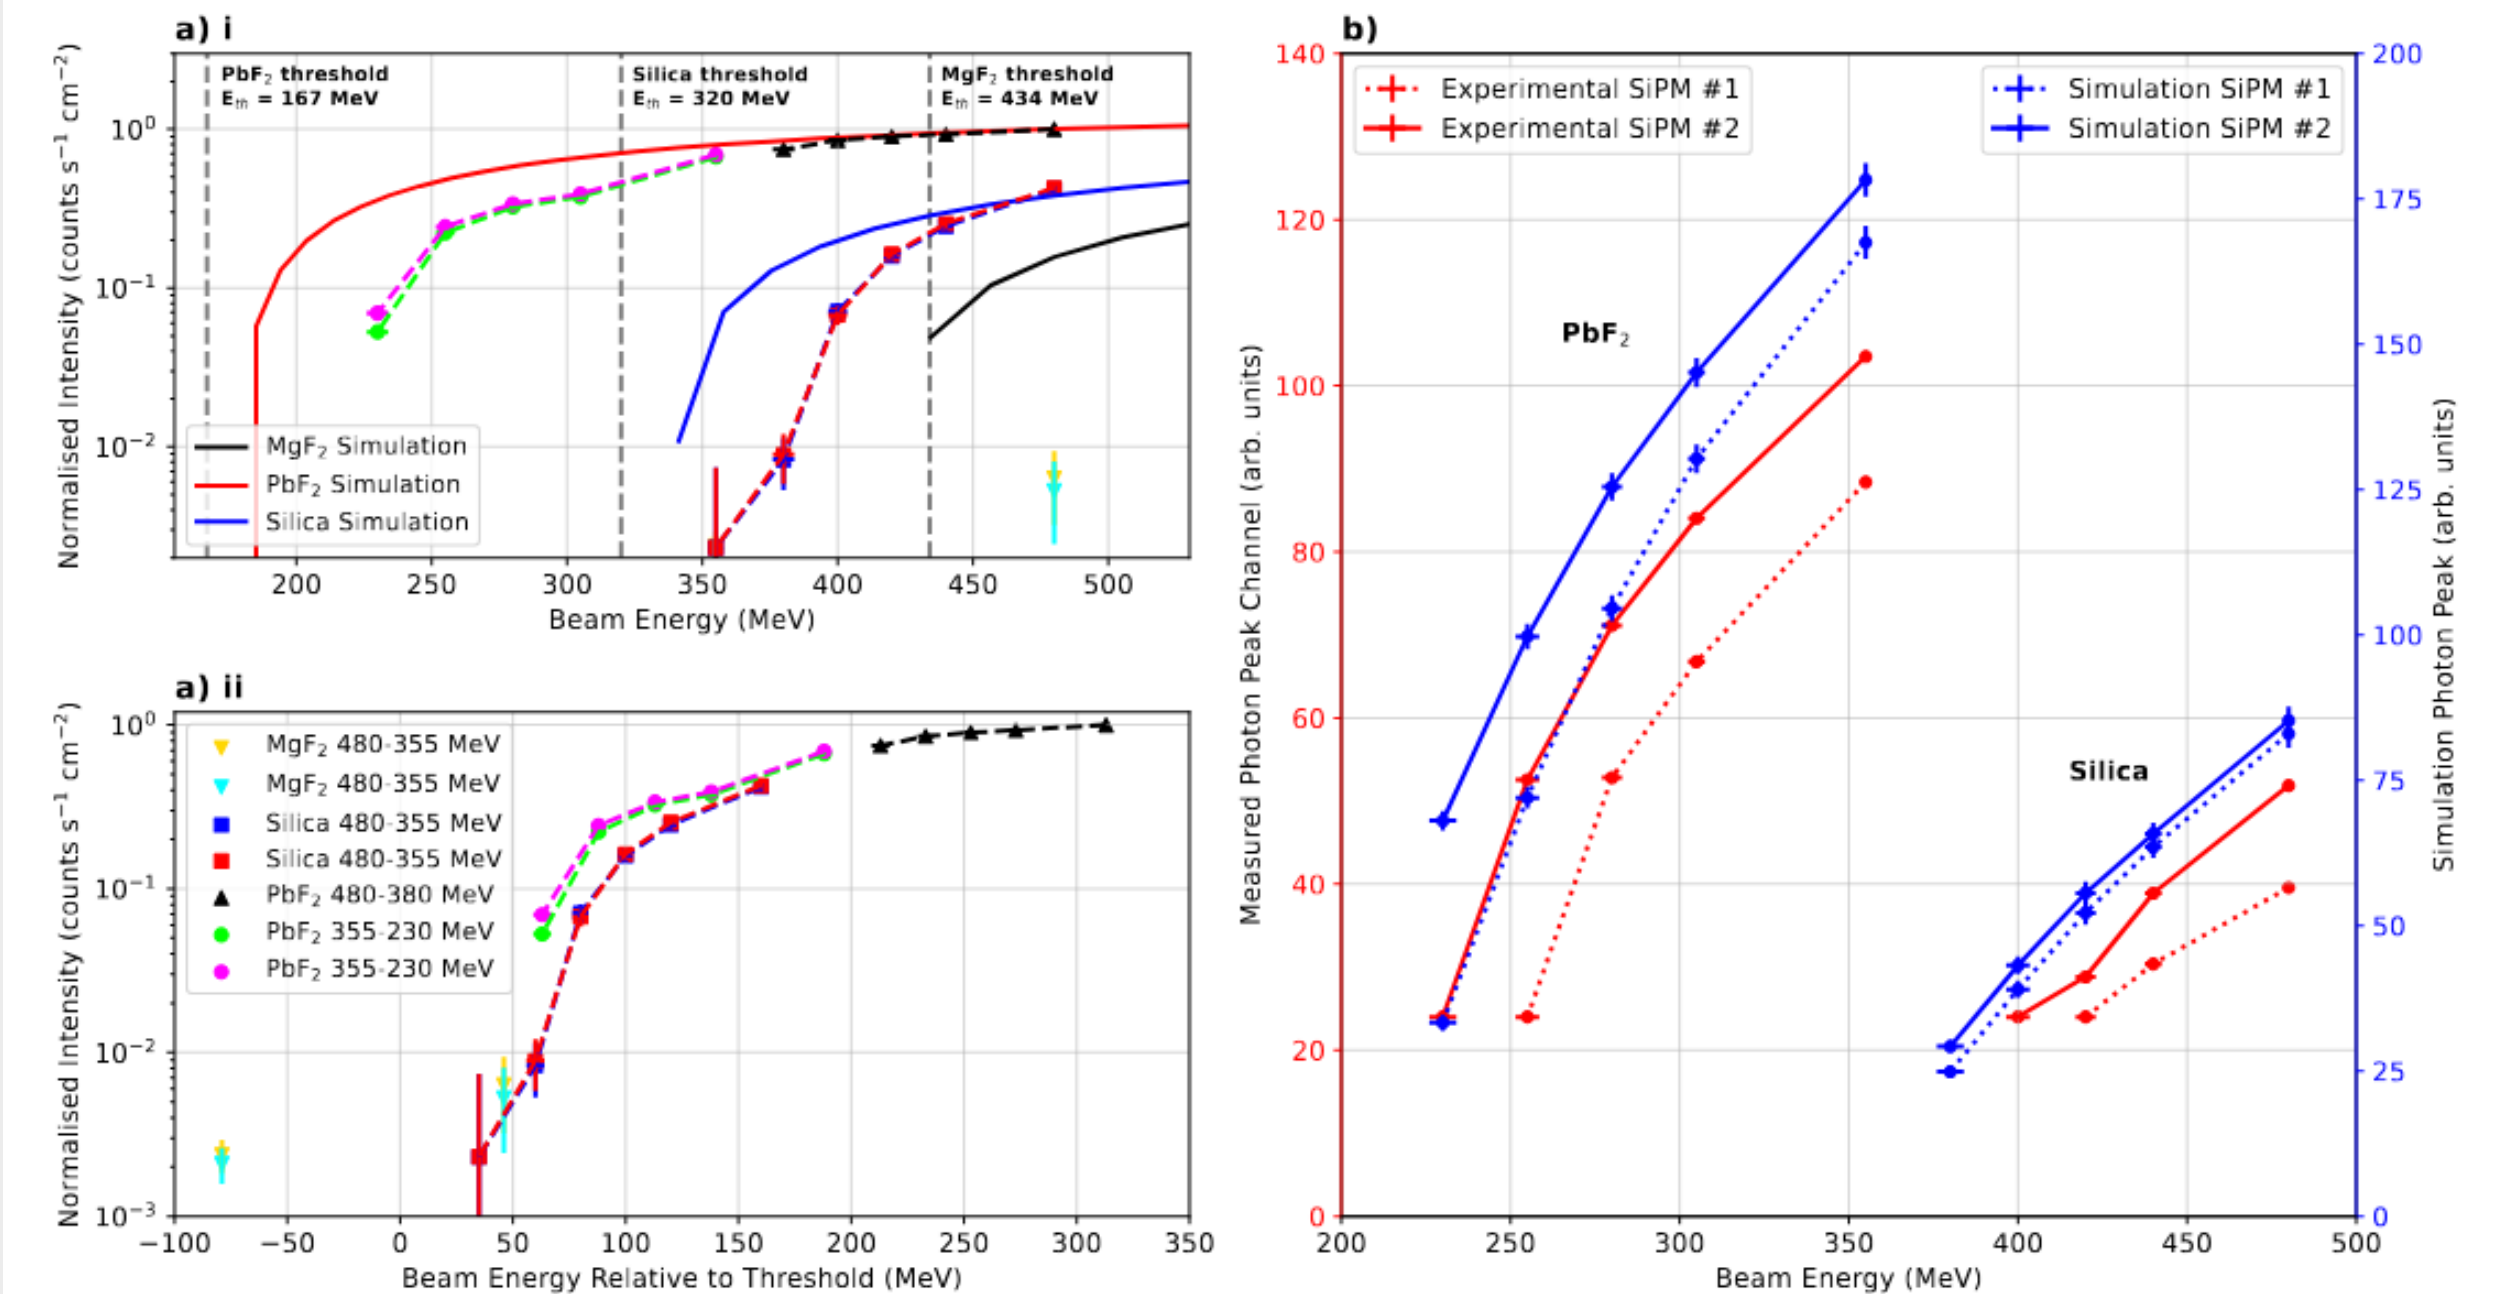 a) i
Normalised Intensity (counts s⁻¹ cm⁻²)
10⁰
10⁻¹
10⁻²
PbF₂ threshold
Eₜₕ = 167 MeV
Silica threshold
Eₜₕ = 320 MeV
MgF₂ threshold
Eₜₕ = 434 MeV
MgF₂ Simulation
PbF₂ Simulation
Silica Simulation
200 250 300 350 400 450 500
Beam Energy (MeV)
a) ii
Normalised Intensity (counts s⁻¹ cm⁻²)
10⁰
10⁻¹
10⁻²
10⁻³
MgF₂ 480-355 MeV
MgF₂ 480-355 MeV
Silica 480-355 MeV
Silica 480-355 MeV
PbF₂ 480-380 MeV
PbF₂ 355-230 MeV
PbF₂ 355-230 MeV
−100 −50 0 50 100 150 200 250 300 350
Beam Energy Relative to Threshold (MeV)
b)
Measured Photon Peak Channel (arb. units)
140
120
100
80
60
40
20
0
Experimental SiPM #1
Experimental SiPM #2
Simulation SiPM #1
Simulation SiPM #2
PbF₂
Silica
200
175
150
125
100
75
50
25
0
Simulation Photon Peak (arb. units)
200 250 300 350 400 450 500
Beam Energy (MeV)